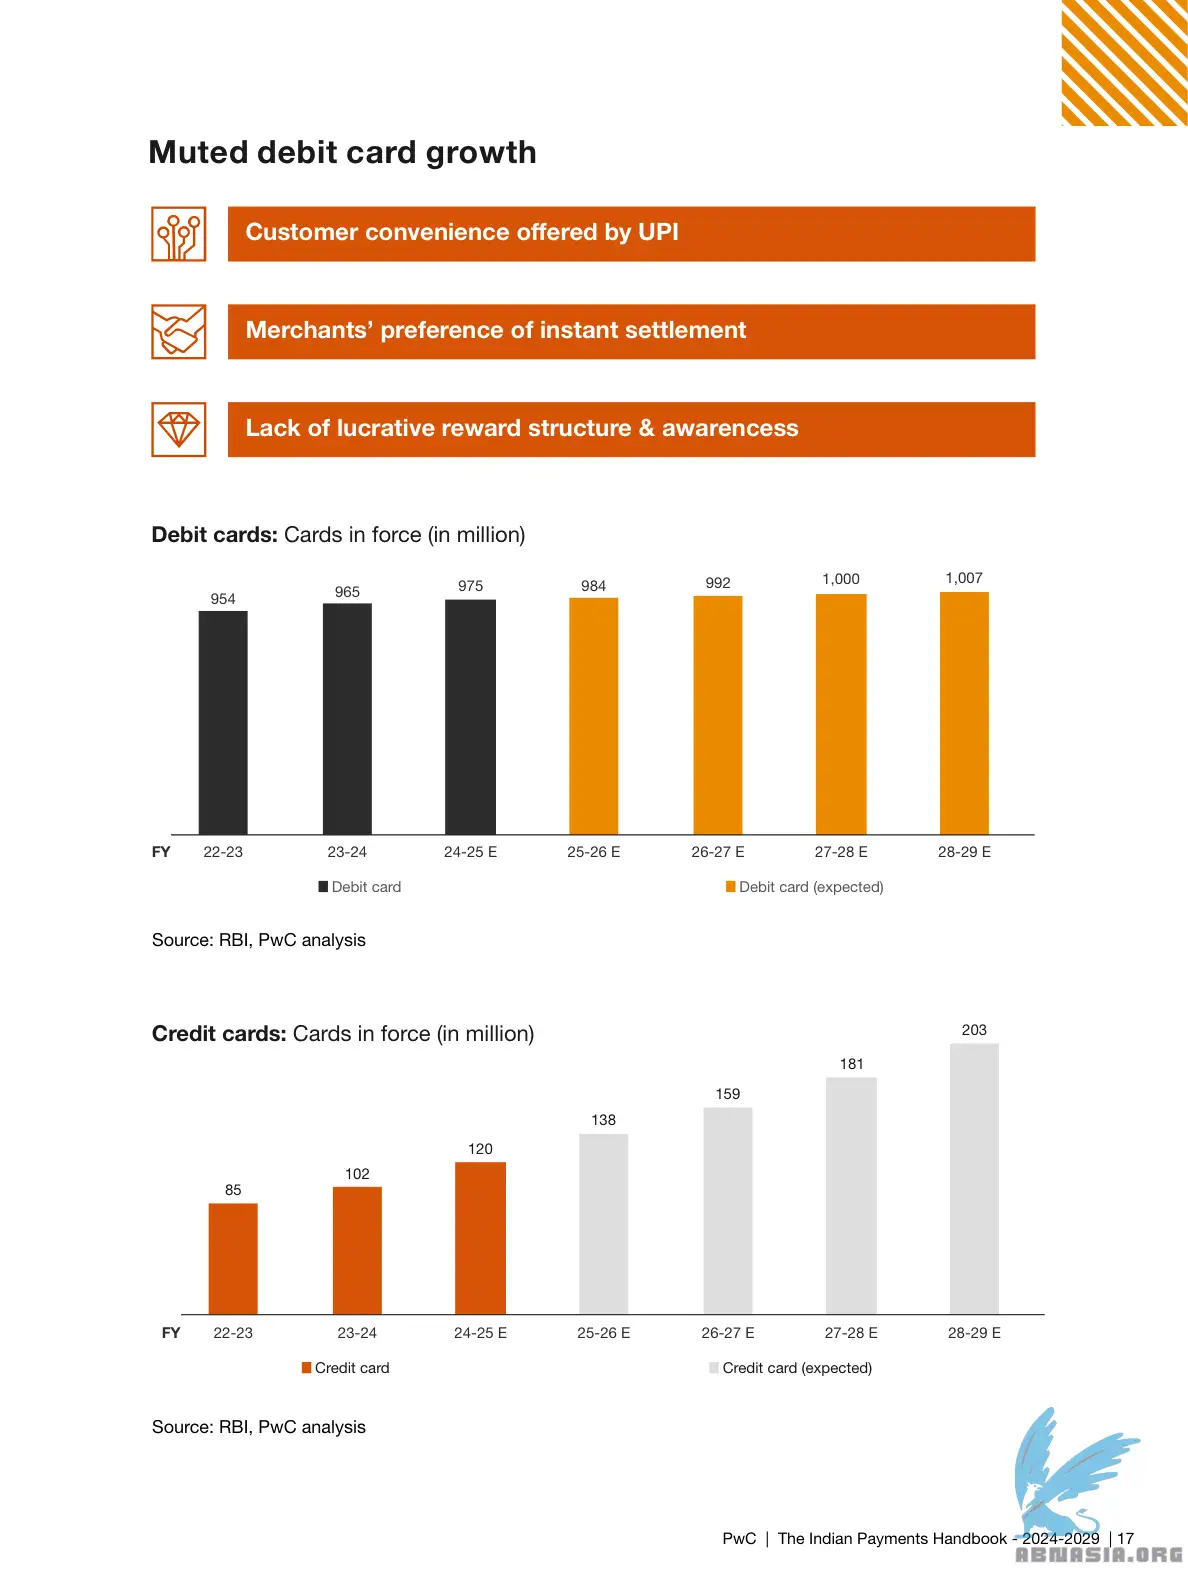 Muted debit card growth
Customer convenience offered by UPI
Merchants’ preference of instant settlement
Lack of lucrative reward structure & awarencess
Debit cards: Cards in force (in million)
954 965 975 984 992 1,000 1,007
FY 22-23 23-24 24-25 E 25-26 E 26-27 E 27-28 E 28-29 E
Debit card Debit card (expected)
Source: RBI, PwC analysis
Credit cards: Cards in force (in million)
85 102 120 138 159 181 203
FY 22-23 23-24 24-25 E 25-26 E 26-27 E 27-28 E 28-29 E
Credit card Credit card (expected)
Source: RBI, PwC analysis
PwC | The Indian Payments Handbook - 2024-2029 | 17
ABMASIA.ORG